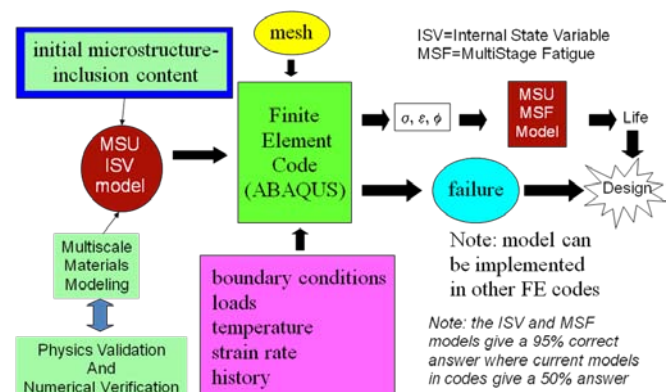 initial microstructure-
inclusion content
mesh
ISV=Internal State Variable
MSF=MultiStage Fatigue
MSU
ISV
model
Finite
Element
Code
(ABAQUS)
σ, ε, ϕ
MSU
MSF
Model
Life
failure
Design
Multiscale
Materials
Modeling
Physics Validation
And
Numerical Verification
boundary conditions
loads
temperature
strain rate
history
Note: model can
be implemented
in other FE codes
Note: the ISV and MSF
models give a 95% correct
answer where current models
in codes give a 50% answer